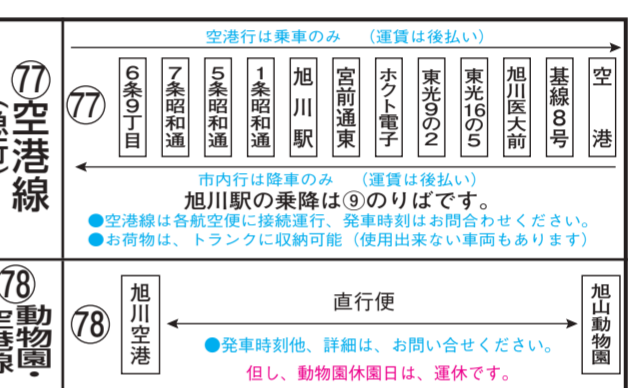 ⑦⑦空港線
(急行)
空港行は乗車のみ （運賃は後払い）
⑦⑦
6条9丁目
7条昭和通
5条昭和通
1条昭和通
旭川駅
宮前通東
ホクト電子
東光9の2
東光16の5
旭川医大前
基線8号
空港
市内行は降車のみ （運賃は後払い）
旭川駅の乗降は⑨のりばです。
●空港線は各航空便に接続運行、発車時刻はお問合わせください。
●お荷物は、トランクに収納可能（使用出来ない車両もあります）
⑦⑧動物園・
空港線
⑦⑧
旭川空港
直行便
旭山動物園
●発車時刻他、詳細は、お問い合せください。
但し、動物園休園日は、運休です。